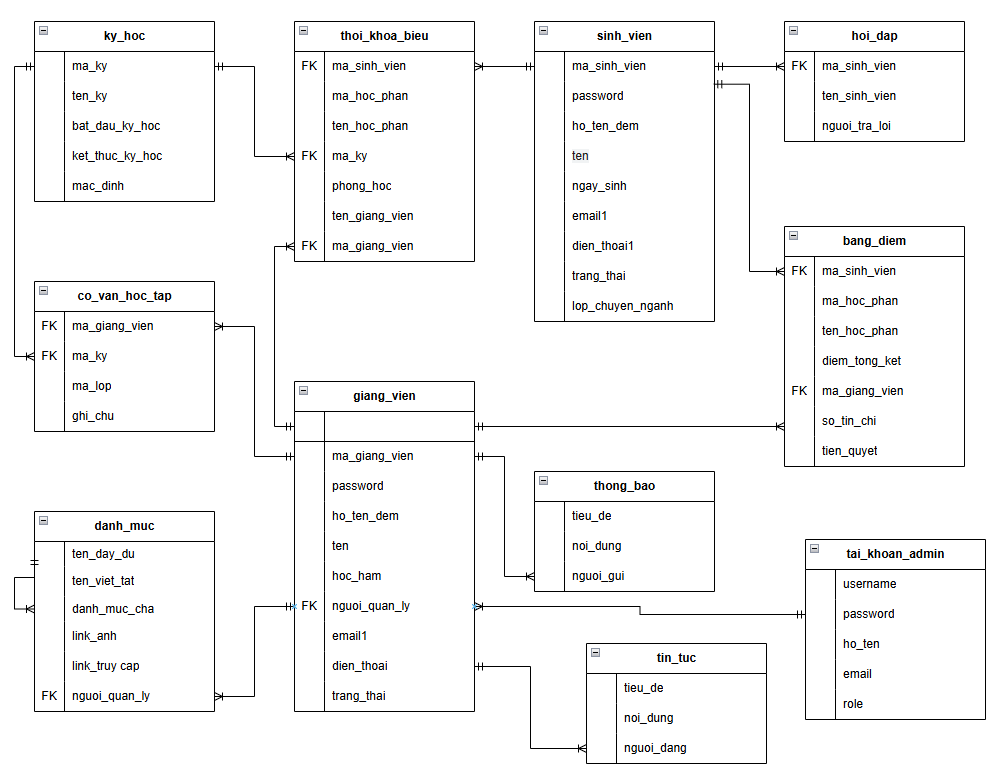 ky_hoc
ma_ky
ten_ky
bat_dau_ky_hoc
ket_thuc_ky_hoc
mac_dinh
thoi_khoa_bieu
FK ma_sinh_vien
ma_hoc_phan
ten_hoc_phan
FK ma_ky
phong_hoc
ten_giang_vien
FK ma_giang_vien
sinh_vien
ma_sinh_vien
password
ho_ten_dem
ten
ngay_sinh
email1
dien_thoai1
trang_thai
lop_chuyen_nganh
hoi_dap
FK ma_sinh_vien
ten_sinh_vien
nguoi_tra_loi
bang_diem
FK ma_sinh_vien
ma_hoc_phan
ten_hoc_phan
diem_tong_ket
FK ma_giang_vien
so_tin_chi
tien_quyet
co_van_hoc_tap
FK ma_giang_vien
FK ma_ky
ma_lop
ghi_chu
giang_vien
ma_giang_vien
password
ho_ten_dem
ten
hoc_ham
FK nguoi_quan_ly
email1
dien_thoai
trang_thai
thong_bao
tieu_de
noi_dung
nguoi_gui
danh_muc
ten_day_du
ten_viet_tat
danh_muc_cha
link_anh
link_truy cap
FK nguoi_quan_ly
tai_khoan_admin
username
password
ho_ten
email
role
tin_tuc
tieu_de
noi_dung
nguoi_dang